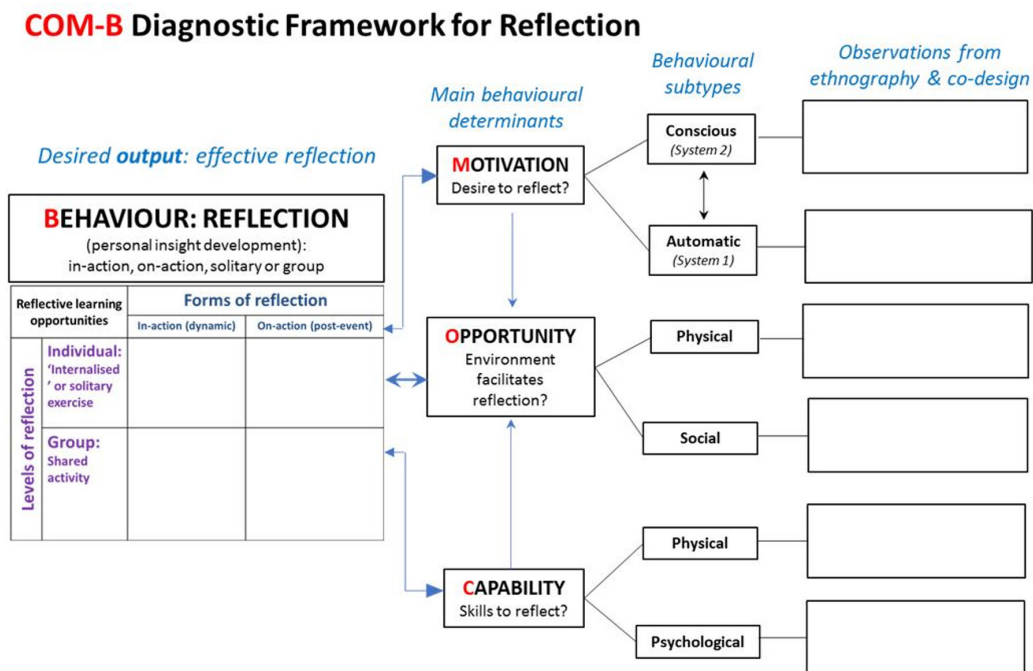 COM-B Diagnostic Framework for Reflection
Observations from
ethnography & co-design
Behavioural
subtypes
Main behavioural
determinants
Desired output: effective reflection
Conscious
(System 2)
MOTIVATION
Desire to reflect?
Automatic
(System 1)
BEHAVIOUR: REFLECTION
(personal insight development):
in-action, on-action, solitary or group
Reflective learning
opportunities
Forms of reflection
In-action (dynamic)
On-action (post-event)
Levels of reflection
Individual:
‘Internalised
’ or solitary
exercise
Group:
Shared
activity
OPPORTUNITY
Environment
facilitates
reflection?
Physical
Social
CAPABILITY
Skills to reflect?
Physical
Psychological